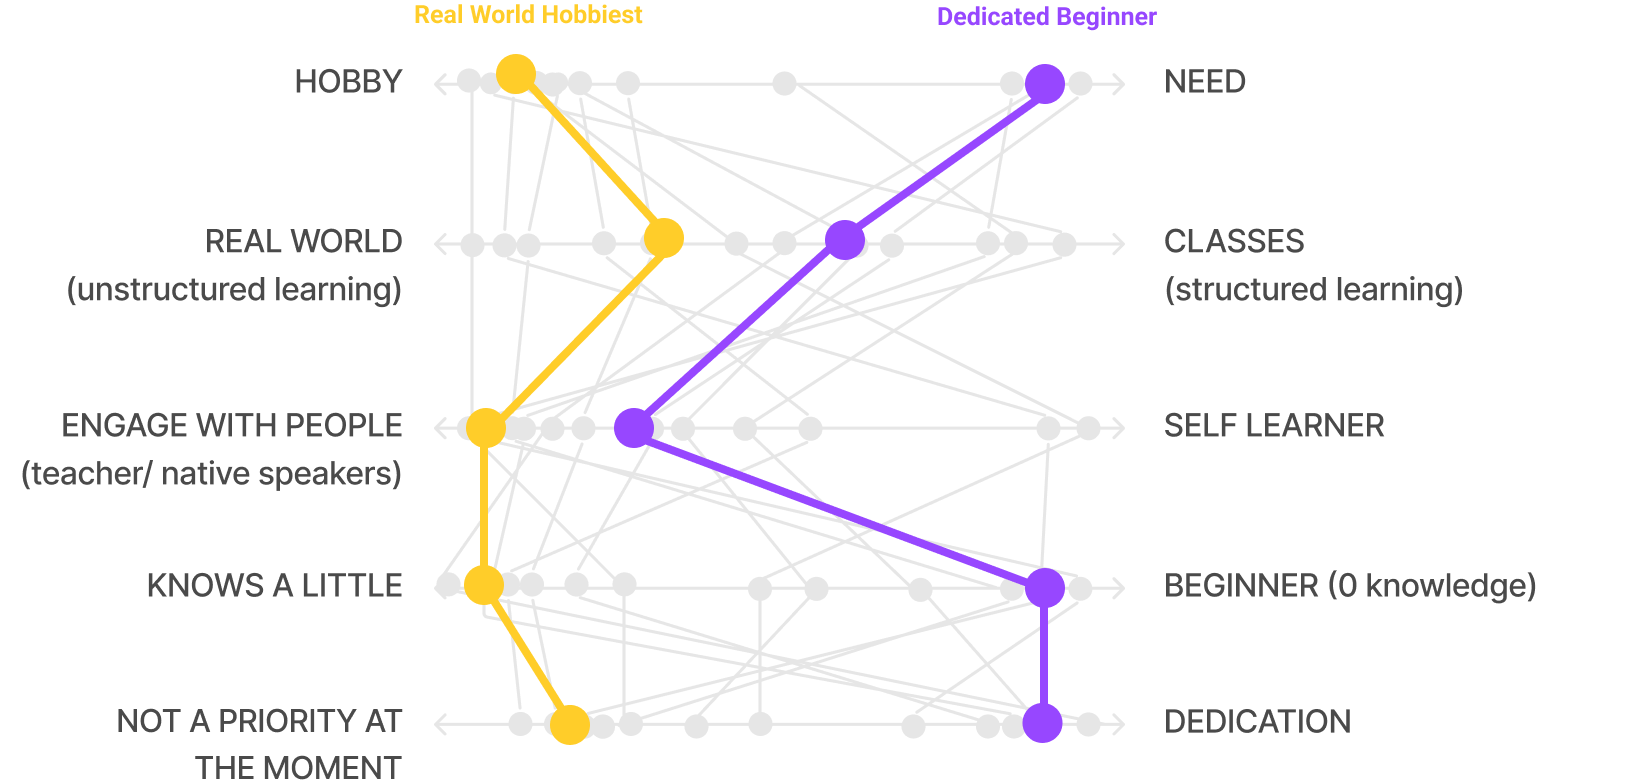 Real World Hobbiest
Dedicated Beginner
HOBBY
NEED
REAL WORLD
(unstructured learning)
CLASSES
(structured learning)
ENGAGE WITH PEOPLE
(teacher/ native speakers)
SELF LEARNER
KNOWS A LITTLE
BEGINNER (0 knowledge)
NOT A PRIORITY AT
THE MOMENT
DEDICATION